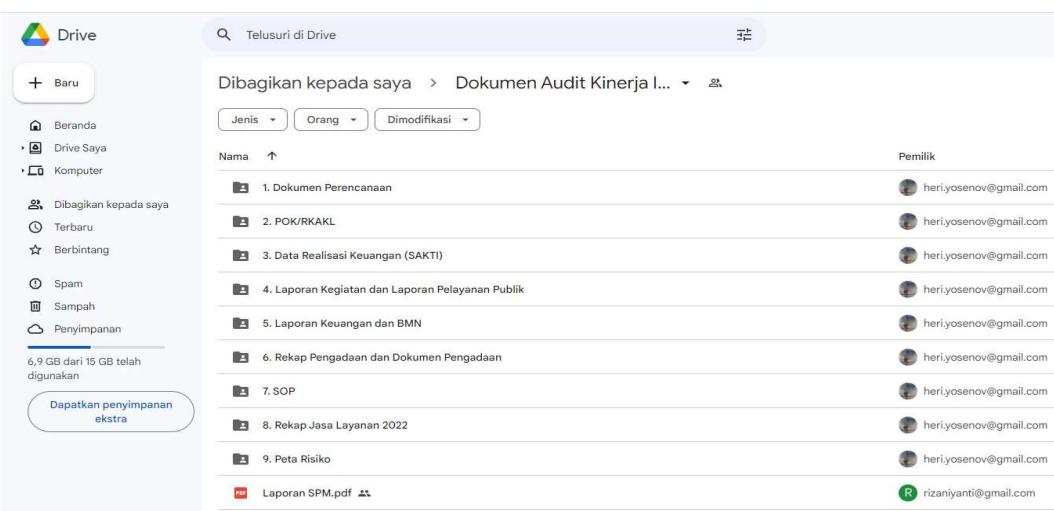 Drive
Telusuri di Drive
Baru
Dibagikan kepada saya > Dokumen Audit Kinerja I...
Jenis
Orang
Dimodifikasi
Beranda
Drive Saya
Komputer
Dibagikan kepada saya
Terbaru
Berbintang
Spam
Sampah
Penyimpanan
6,9 GB dari 15 GB telah
digunakan
Dapatkan penyimpanan
ekstra
Nama Pemilik
1. Dokumen Perencanaan heri.yosenov@gmail.com
2. POK/RKAKL heri.yosenov@gmail.com
3. Data Realisasi Keuangan (SAKTI) heri.yosenov@gmail.com
4. Laporan Kegiatan dan Laporan Pelayanan Publik heri.yosenov@gmail.com
5. Laporan Keuangan dan BMN heri.yosenov@gmail.com
6. Rekap Pengadaan dan Dokumen Pengadaan heri.yosenov@gmail.com
7. SOP heri.yosenov@gmail.com
8. Rekap Jasa Layanan 2022 heri.yosenov@gmail.com
9. Peta Risiko heri.yosenov@gmail.com
PDF Laporan SPM.pdf R rizaniyanti@gmail.com